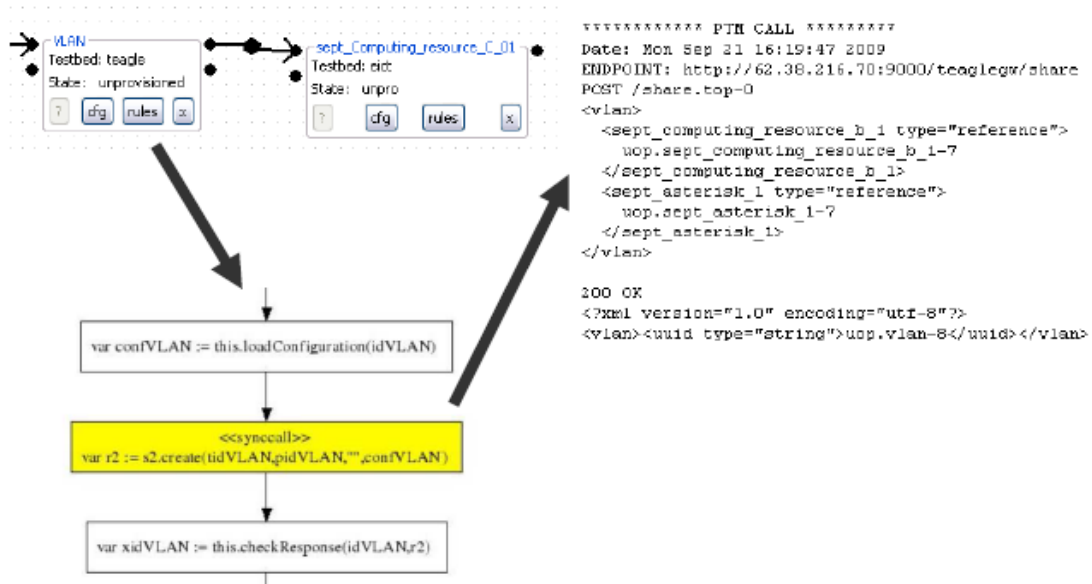 VLAN
Testbed: teagle
State: unprovisioned
? cfg rules x
sept_Computing_resource_C_01
Testbed: eict
State: unpro
? cfg rules x
var confVLAN := this.loadConfiguration(idVLAN)
<<synccall>>
var r2 := s2.create(tidVLAN,pidVLAN,"",confVLAN)
var xidVLAN := this.checkResponse(idVLAN,r2)
************ PTM CALL *********
Date: Mon Sep 21 16:19:47 2009
ENDPOINT: http://62.38.216.70:9000/teaglegw/share
POST /share.top-0
<vlan>
<sept_computing_resource_b_1 type="reference">
uop.sept_computing_resource_b_1-7
</sept_computing_resource_b_1>
<sept_asterisk_1 type="reference">
uop.sept_asterisk_1-7
</sept_asterisk_1>
</vlan>
200 OK
<?xml version="1.0" encoding="utf-8"?>
<vlan><uuid type="string">uop.vlan-8</uuid></vlan>